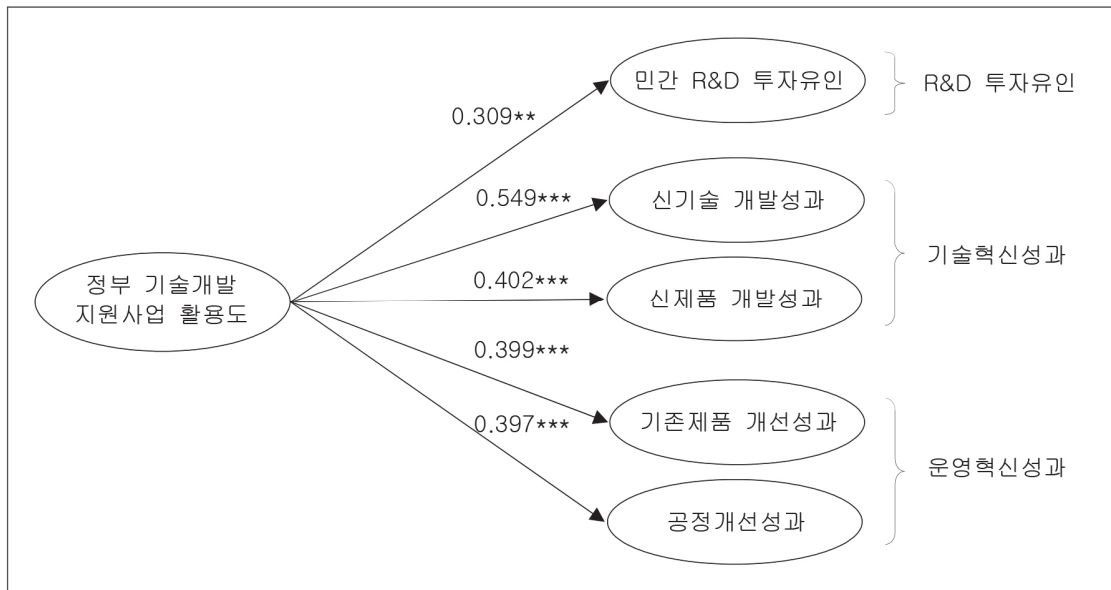 민간 R&D 투자유인
R&D 투자유인
0.309**
신기술 개발성과
0.549***
기술혁신성과
정부 기술개발
지원사업 활용도
0.402***
신제품 개발성과
0.399***
기존제품 개선성과
0.397***
운영혁신성과
공정개선성과